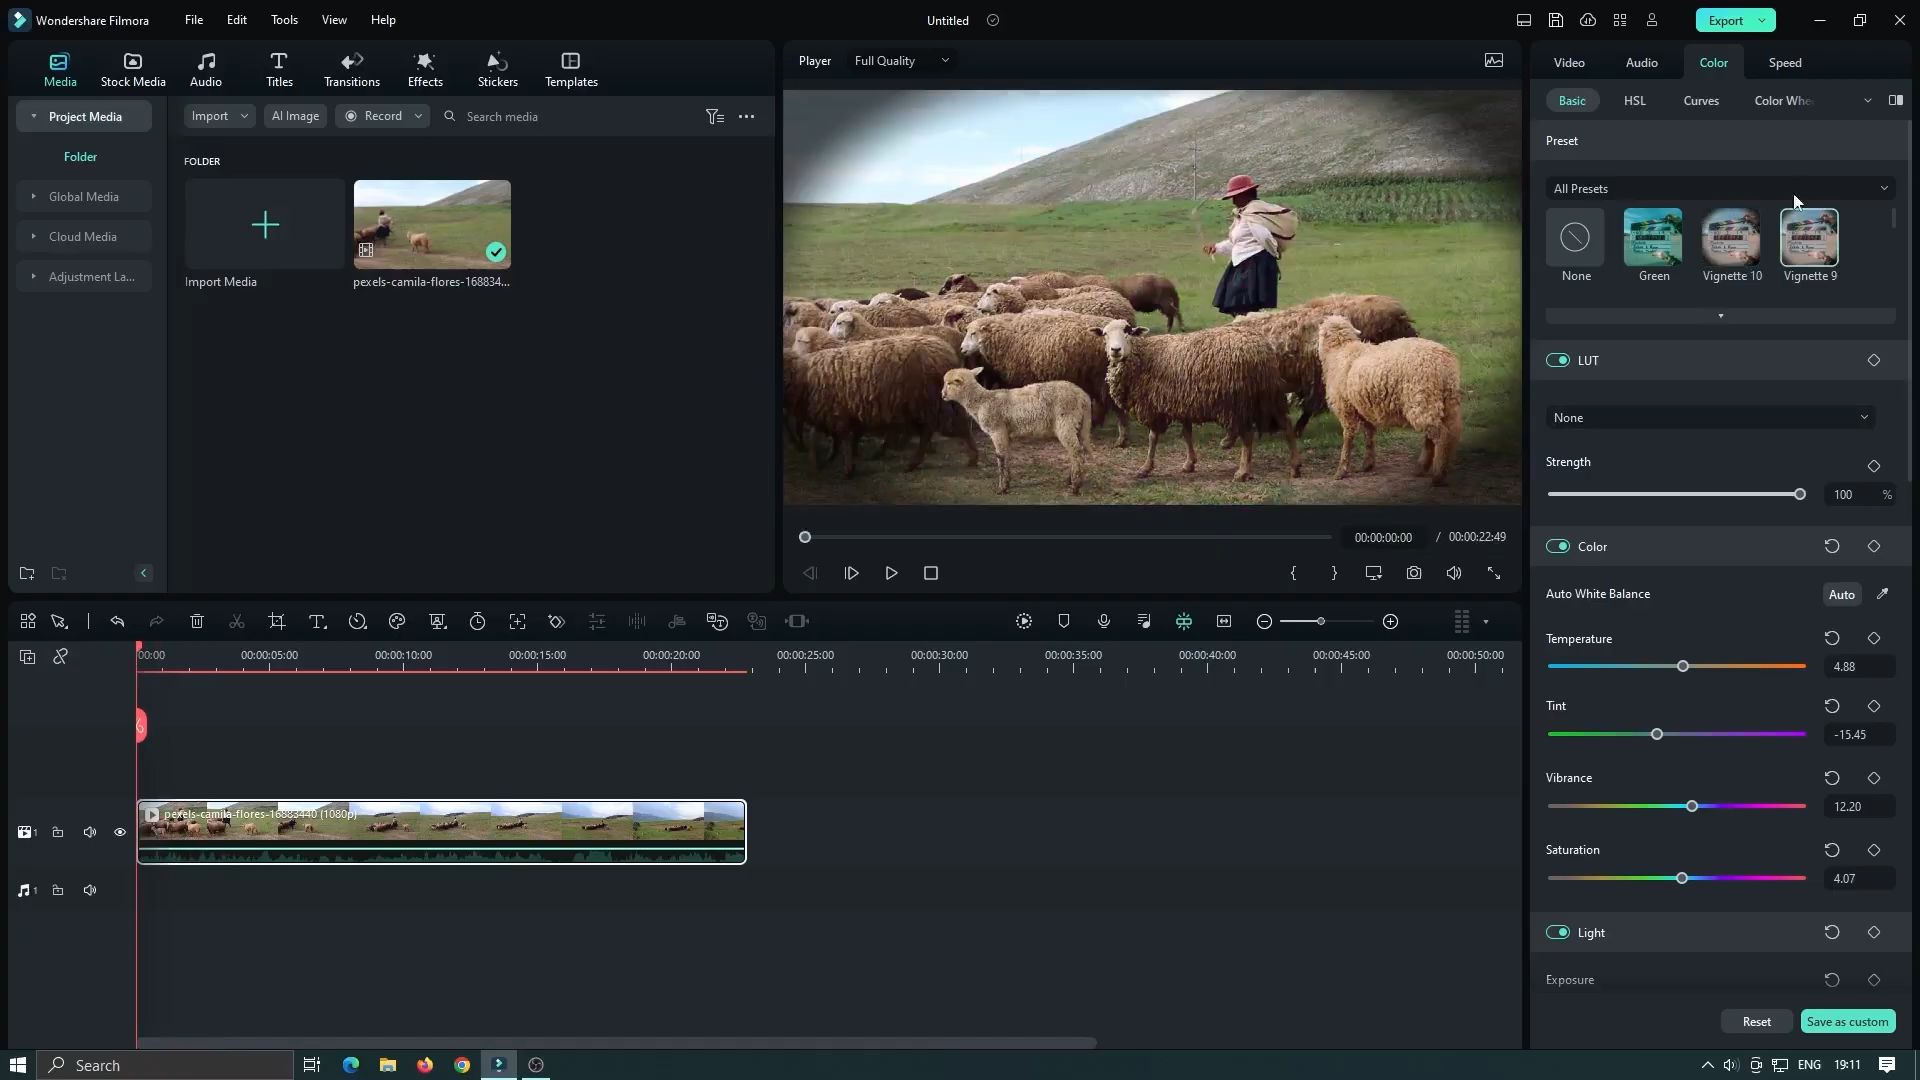 Wondershare Filmora
File
Edit
Tools
View
Help
Untitled
Export
Media
Stock Media
Audio
Titles
Transitions
Effects
Stickers
Templates
Project Media
Folder
Global Media
Cloud Media
Adjustment La...
Import
AI Image
Record
Search media
FOLDER
Import Media
pexels-camila-flores-168834...
Player
Full Quality
00:00:00:00 / 00:00:22:49
Video
Audio
Color
Speed
Basic
HSL
Curves
Color Whe
Preset
All Presets
None
Green
Vignette 10
Vignette 9
LUT
None
Strength
100 %
Color
Auto White Balance
Auto
Temperature
4.88
Tint
-15.45
Vibrance
12.20
Saturation
4.07
Light
Exposure
Reset
Save as custom
00:00
00:00:05:00
00:00:10:00
00:00:15:00
00:00:20:00
00:00:25:00
00:00:30:00
00:00:35:00
00:00:40:00
00:00:45:00
00:00:50:00
pexels-camila-flores-16883440 (1080p)
1
1
Search
ENG
19:11